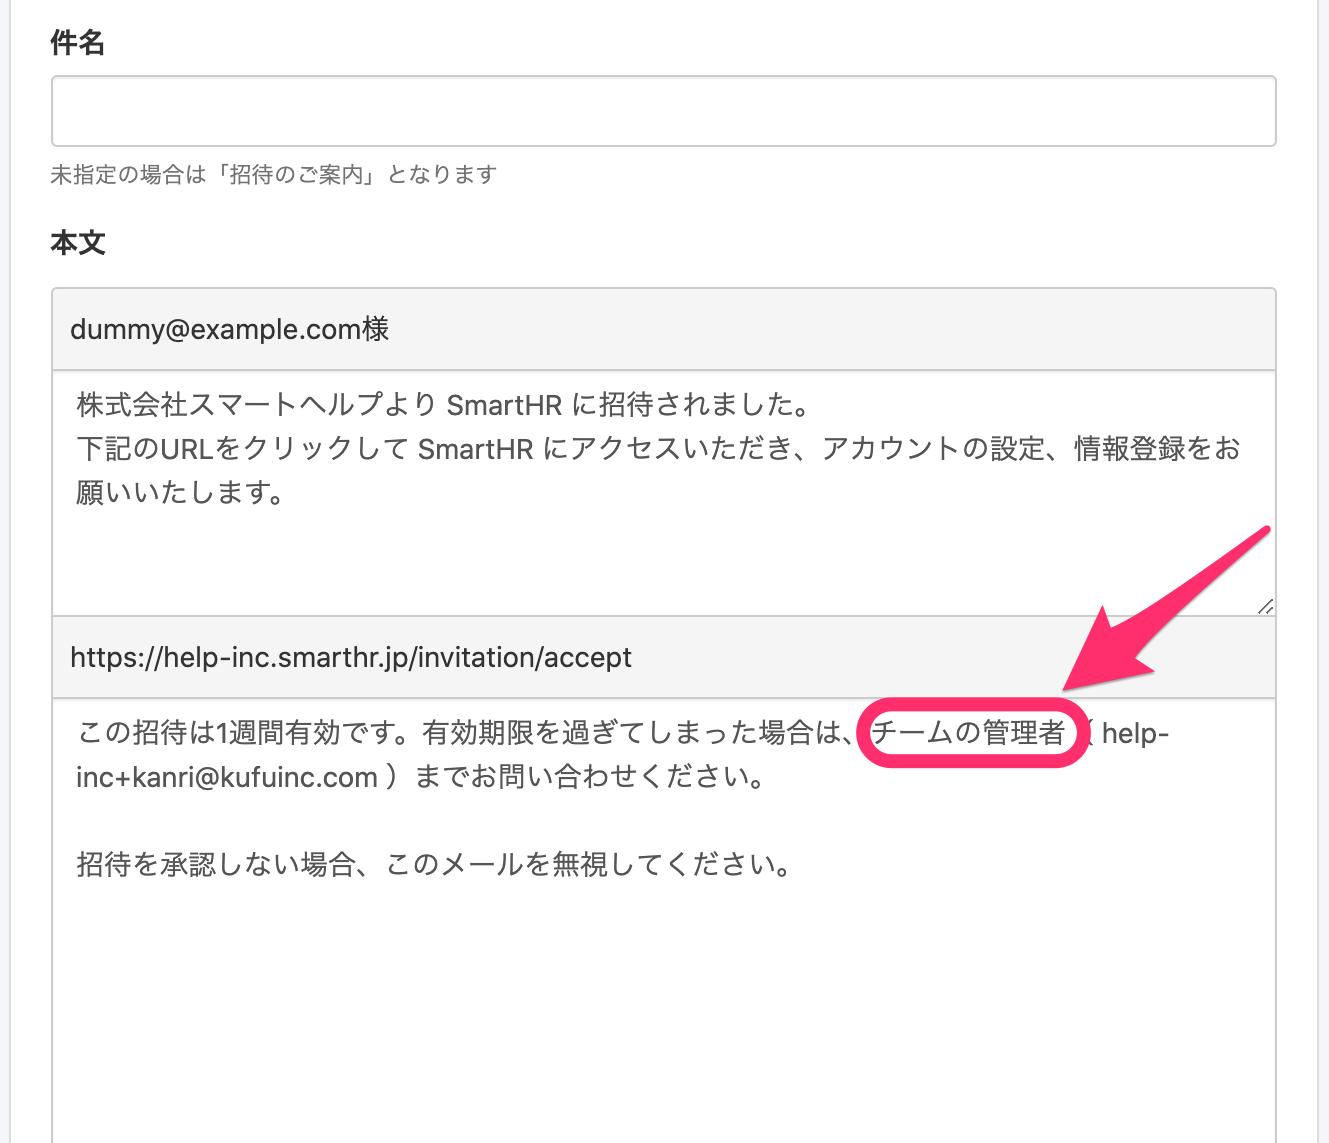 件名
未指定の場合は「招待のご案内」となります
本文
dummy@example.com様
株式会社スマートヘルプより SmartHR に招待されました。
下記のURLをクリックして SmartHR にアクセスいただき、アカウントの設定、情報登録をお
願いいたします。
https://help-inc.smarthr.jp/invitation/accept
この招待は1週間有効です。有効期限を過ぎてしまった場合は、チームの管理者（ help-
inc+kanri@kufuinc.com ）までお問い合わせください。
招待を承認しない場合、このメールを無視してください。